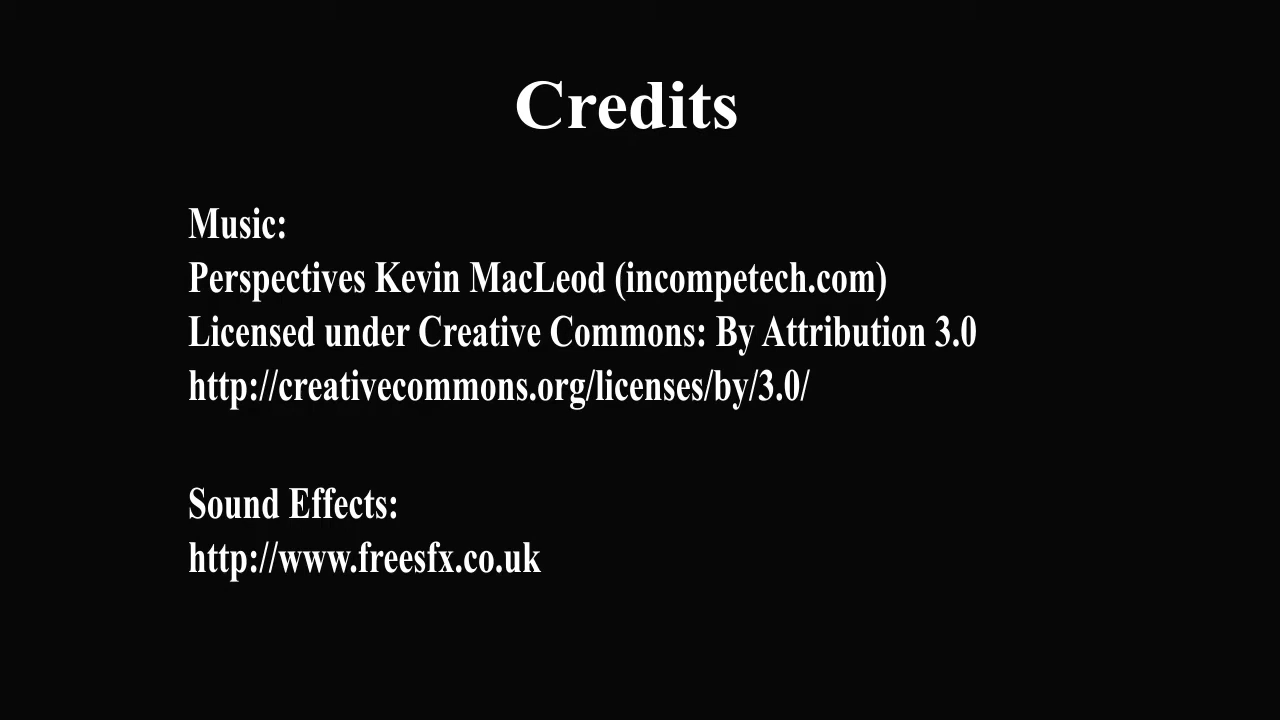 Credits
Music:
Perspectives Kevin MacLeod (incompetech.com)
Licensed under Creative Commons: By Attribution 3.0
http://creativecommons.org/licenses/by/3.0/
Sound Effects:
http://www.freesfx.co.uk